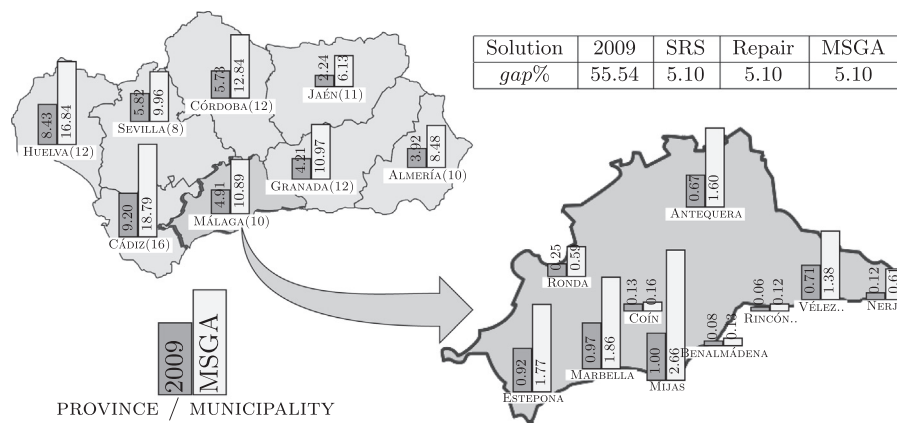 Solution 2009 SRS Repair MSGA
gap% 55.54 5.10 5.10 5.10
8.43 16.84
HUELVA(12)
5.82 9.96
SEVILLA(8)
5.73 12.84
CÓRDOBA(12)
2.24 6.13
JAÉN(11)
9.20 18.79
CÁDIZ(16)
4.91 10.89
MÁLAGA(10)
4.21 10.97
GRANADA(12)
3.92 8.48
ALMERÍA(10)
0.67 1.60
ANTEQUERA
0.25 0.59
RONDA
0.13 0.16
COÍN
0.06 0.12
RINCÓN..
0.71 1.38
VÉLEZ..
0.12 0.61
NERJ
0.08
BENALMÁDENA
0.92 1.77
ESTEPONA
0.97 1.86
MARBELLA
1.00 2.66
MIJAS
2009 MSGA
PROVINCE / MUNICIPALITY